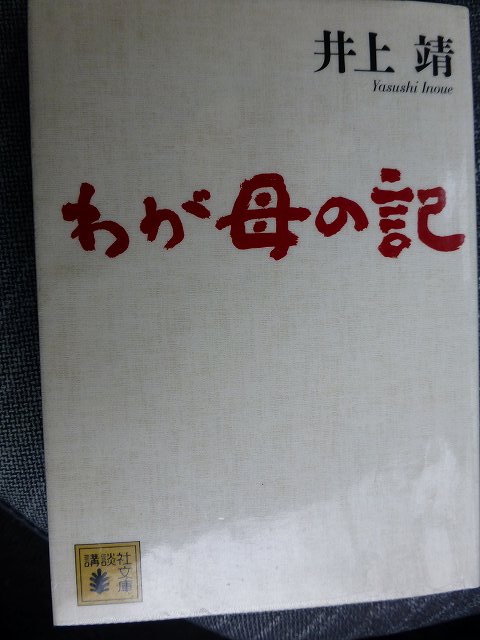 井上 靖
Yasushi Inoue
わが母の記
講談社
文庫